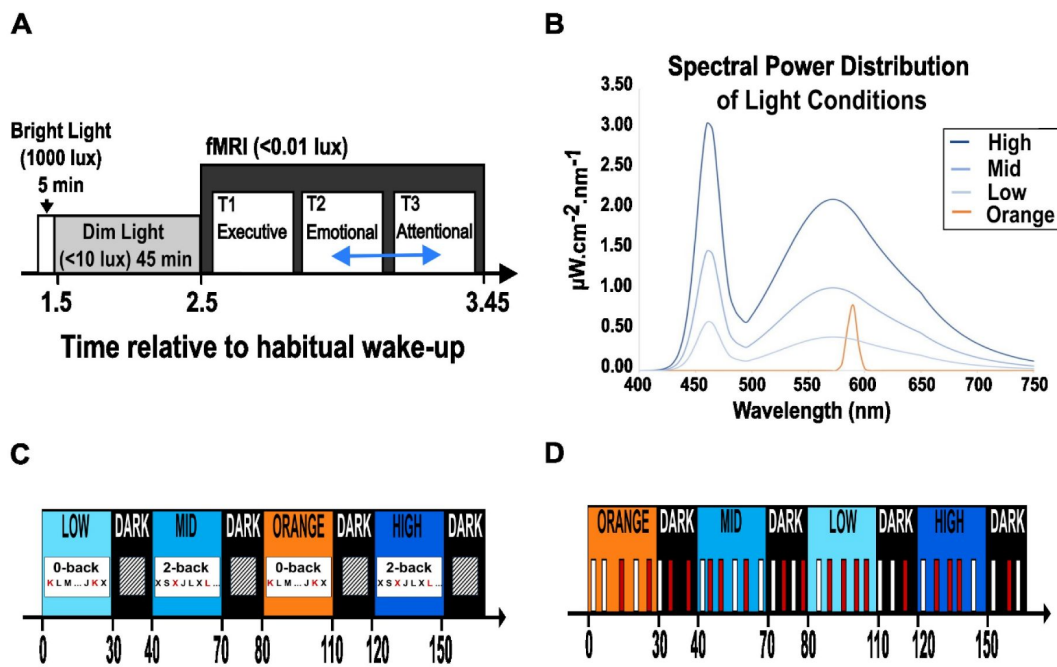 A
Bright Light
(1000 lux)
5 min
Dim Light
(<10 lux) 45 min
fMRI (<0.01 lux)
T1
Executive
T2
Emotional
T3
Attentional
1.5
2.5
3.45
Time relative to habitual wake-up
B
Spectral Power Distribution
of Light Conditions
3.50
3.00
2.50
2.00
1.50
1.00
0.50
0.00
µW.cm-2.nm-1
400
450
500
550
600
650
700
750
Wavelength (nm)
High
Mid
Low
Orange
C
LOW
DARK
MID
DARK
ORANGE
DARK
HIGH
DARK
0-back
K L M ... J K X
2-back
X S X J L X L ...
0-back
K L M ... J K X
2-back
X S X J L X L ...
0
30
40
70
80
110
120
150
D
ORANGE
DARK
MID
DARK
LOW
DARK
HIGH
DARK
0
30
40
70
80
110
120
150